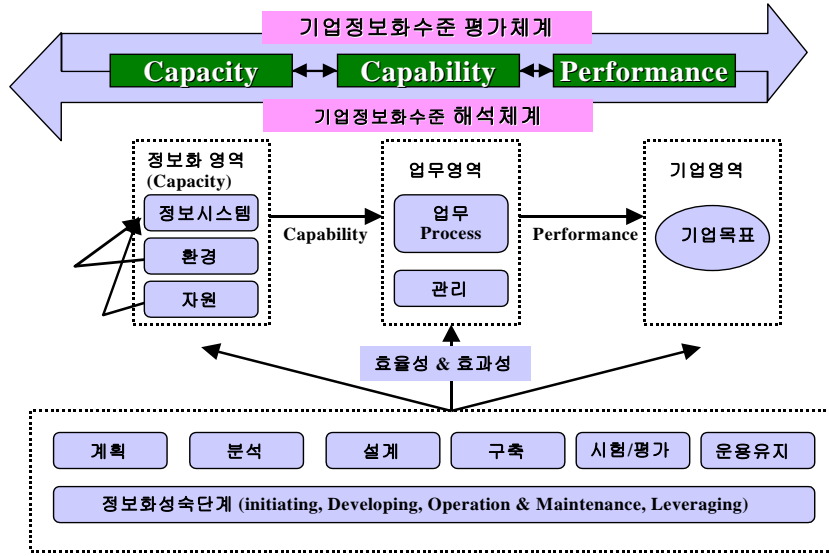 기업정보화수준 평가체계
Capacity
Capability
Performance
기업정보화수준 해석체계
정보화 영역
(Capacity)
정보시스템
환경
자원
Capability
업무영역
업무
Process
관리
Performance
기업영역
기업목표
효율성 & 효과성
계획
분석
설계
구축
시험/평가
운용유지
정보화성숙단계 (initiating, Developing, Operation & Maintenance, Leveraging)